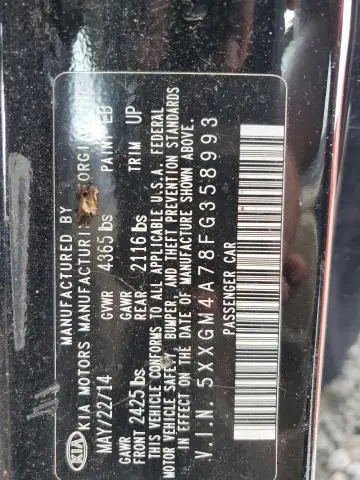 MANUFACTURED BY
KIA KIA MOTORS MANUFACTURING
MAY/22/14 GVWR 4365 lbs PAINT EB
GAWR GAWR TRIM UP
FRONT 2425 lbs REAR 2116 lbs
THIS VEHICLE CONFORMS TO ALL APPLICABLE U.S.A. FEDERAL
MOTOR VEHICLE SAFETY, BUMPER, AND THEFT PREVENTION STANDARDS
IN EFFECT ON THE DATE OF MANUFACTURE SHOWN ABOVE.
V.I.N 5XXGM4A78FG358993
PASSENGER CAR